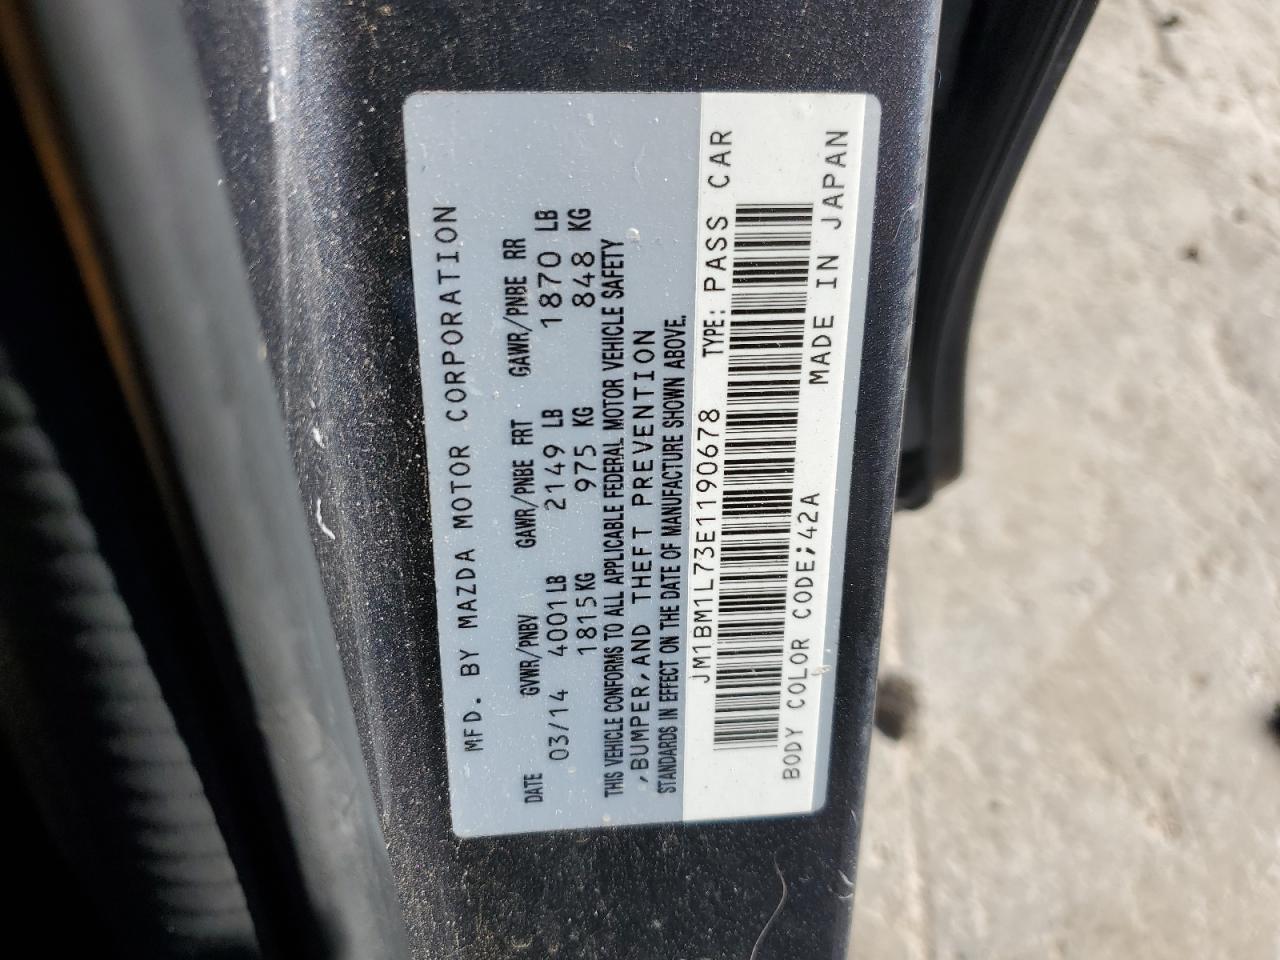 MFD. BY MAZDA MOTOR CORPORATION
DATE GVWR/PNBV GAWR/PNBE FRT GAWR/PNBE RR
03/14 4001LB 2149 LB 1870 LB
1815KG 975 KG 848 KG
THIS VEHICLE CONFORMS TO ALL APPLICABLE FEDERAL MOTOR VEHICLE SAFETY
,BUMPER,AND THEFT PREVENTION
STANDARDS IN EFFECT ON THE DATE OF MANUFACTURE SHOWN ABOVE.
JM1BM1L73E1190678 TYPE: PASS CAR
BODY COLOR CODE;42A MADE IN JAPAN